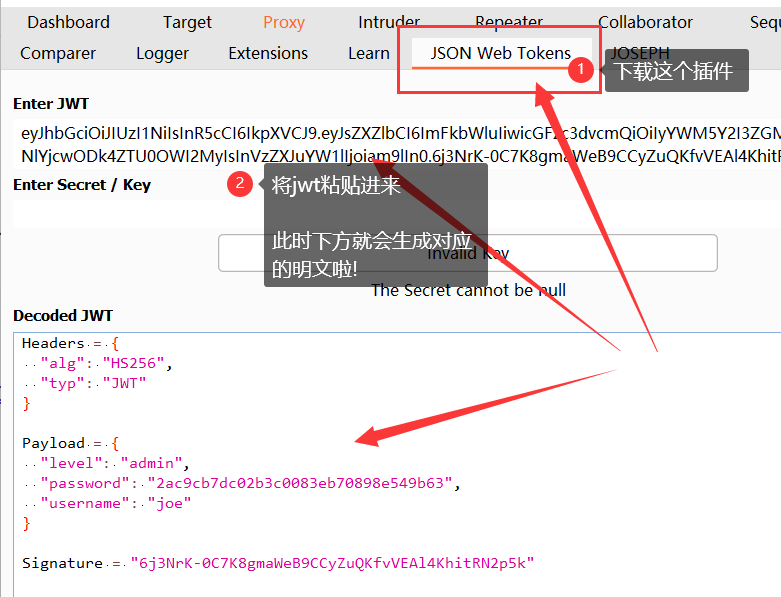 Dashboard Target Proxy Intruder Repeater Collaborator Sequ
Comparer Logger Extensions Learn JSON Web Tokens JOSEPH
1 下载这个插件
Enter JWT
eyJhbGciOiJIUzI1NiIsInR5cCI6IkpXVCJ9.eyJsZXZlbCI6ImFkbWluIiwicGFzc3dvcmQiOiIyYWM5Y2I3ZGM
NlYjcwODk4ZTU0OWI2MyIsInVzZXJuYW1lIjoiam9lIn0.6j3NrK-0C7K8gmaWeB9CCyZuQKfvVEAl4KhitR
Enter Secret / Key
2 将jwt粘贴进来
此时下方就会生成对应
的明文啦!
Invalid Key
The Secret cannot be null
Decoded JWT
Headers = {
"alg": "HS256",
"typ": "JWT"
}
Payload = {
"level": "admin",
"password": "2ac9cb7dc02b3c0083eb70898e549b63",
"username": "joe"
}
Signature = "6j3NrK-0C7K8gmaWeB9CCyZuQKfvVEAl4KhitRN2p5k"